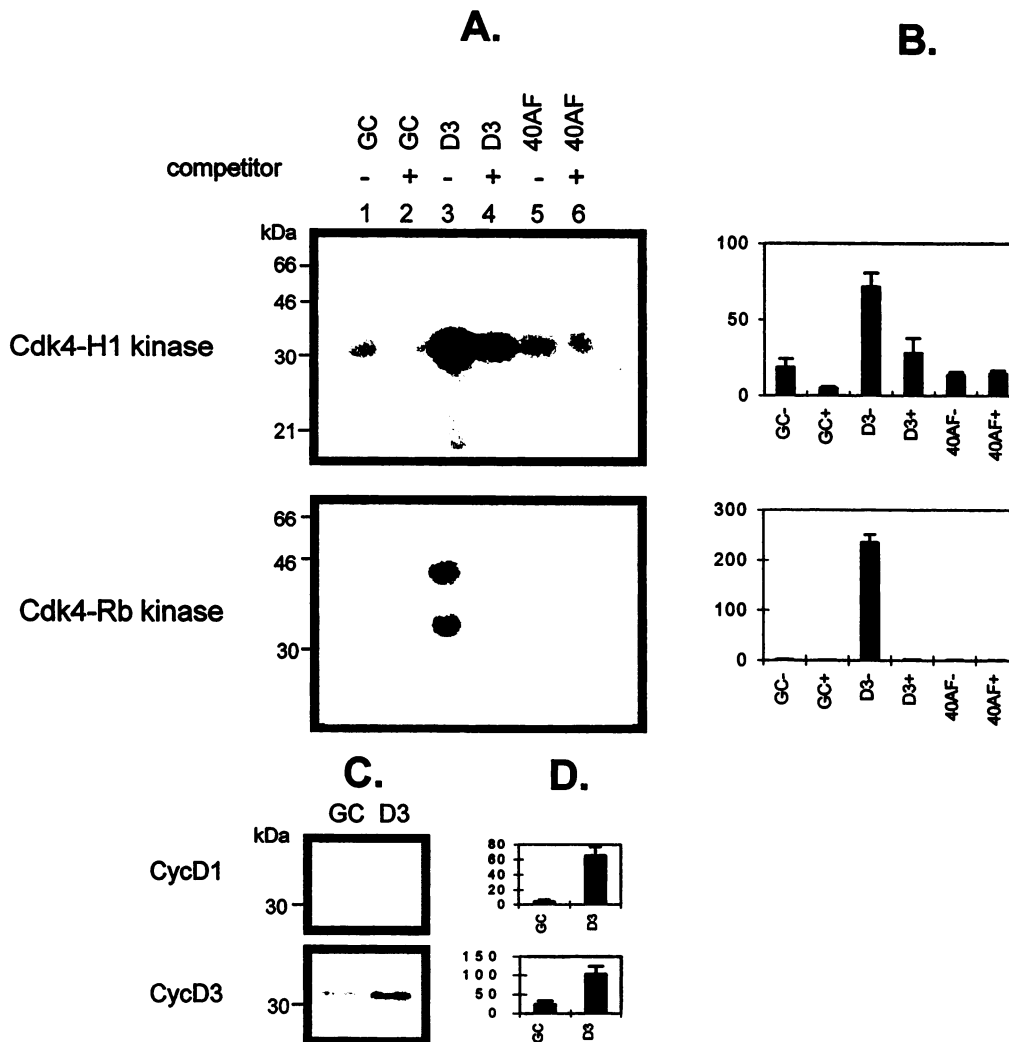 A.
B.
GC GC D3 D3 40AF 40AF
competitor - + - + - +
1 2 3 4 5 6
kDa
66
46
Cdk4-H1 kinase
30
21
100
50
0
GC- GC+ D3- D3+ 40AF- 40AF+
66
46
Cdk4-Rb kinase
30
300
200
100
0
GC- GC+ D3- D3+ 40AF- 40AF+
C.
D.
GC D3
kDa
CycD1
30
80
60
40
20
0
GC D3
CycD3
30
150
100
50
0
GC D3